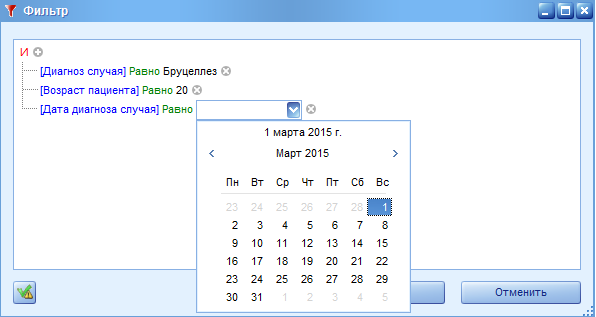 Фильтр
И
[Диагноз случая] Равно Бруцеллез
[Возраст пациента] Равно 20
[Дата диагноза случая] Равно
1 марта 2015 г.
Март 2015
Пн Вт Ср Чт Пт Сб Вс
23 24 25 26 27 28 1
2 3 4 5 6 7 8
9 10 11 12 13 14 15
16 17 18 19 20 21 22
23 24 25 26 27 28 29
30 31 1 2 3 4 5
Отменить